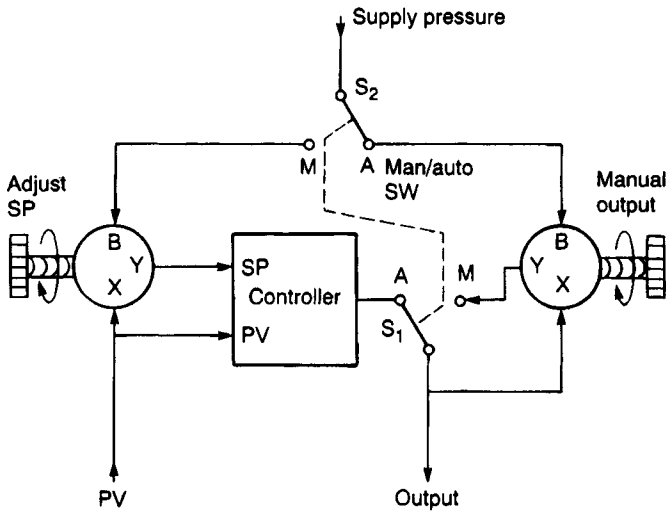 Supply pressure
S2
M
A
Man/auto
SW
Adjust
SP
Manual
output
B
Y
X
SP
Controller
PV
A
M
S1
B
Y
X
PV
Output